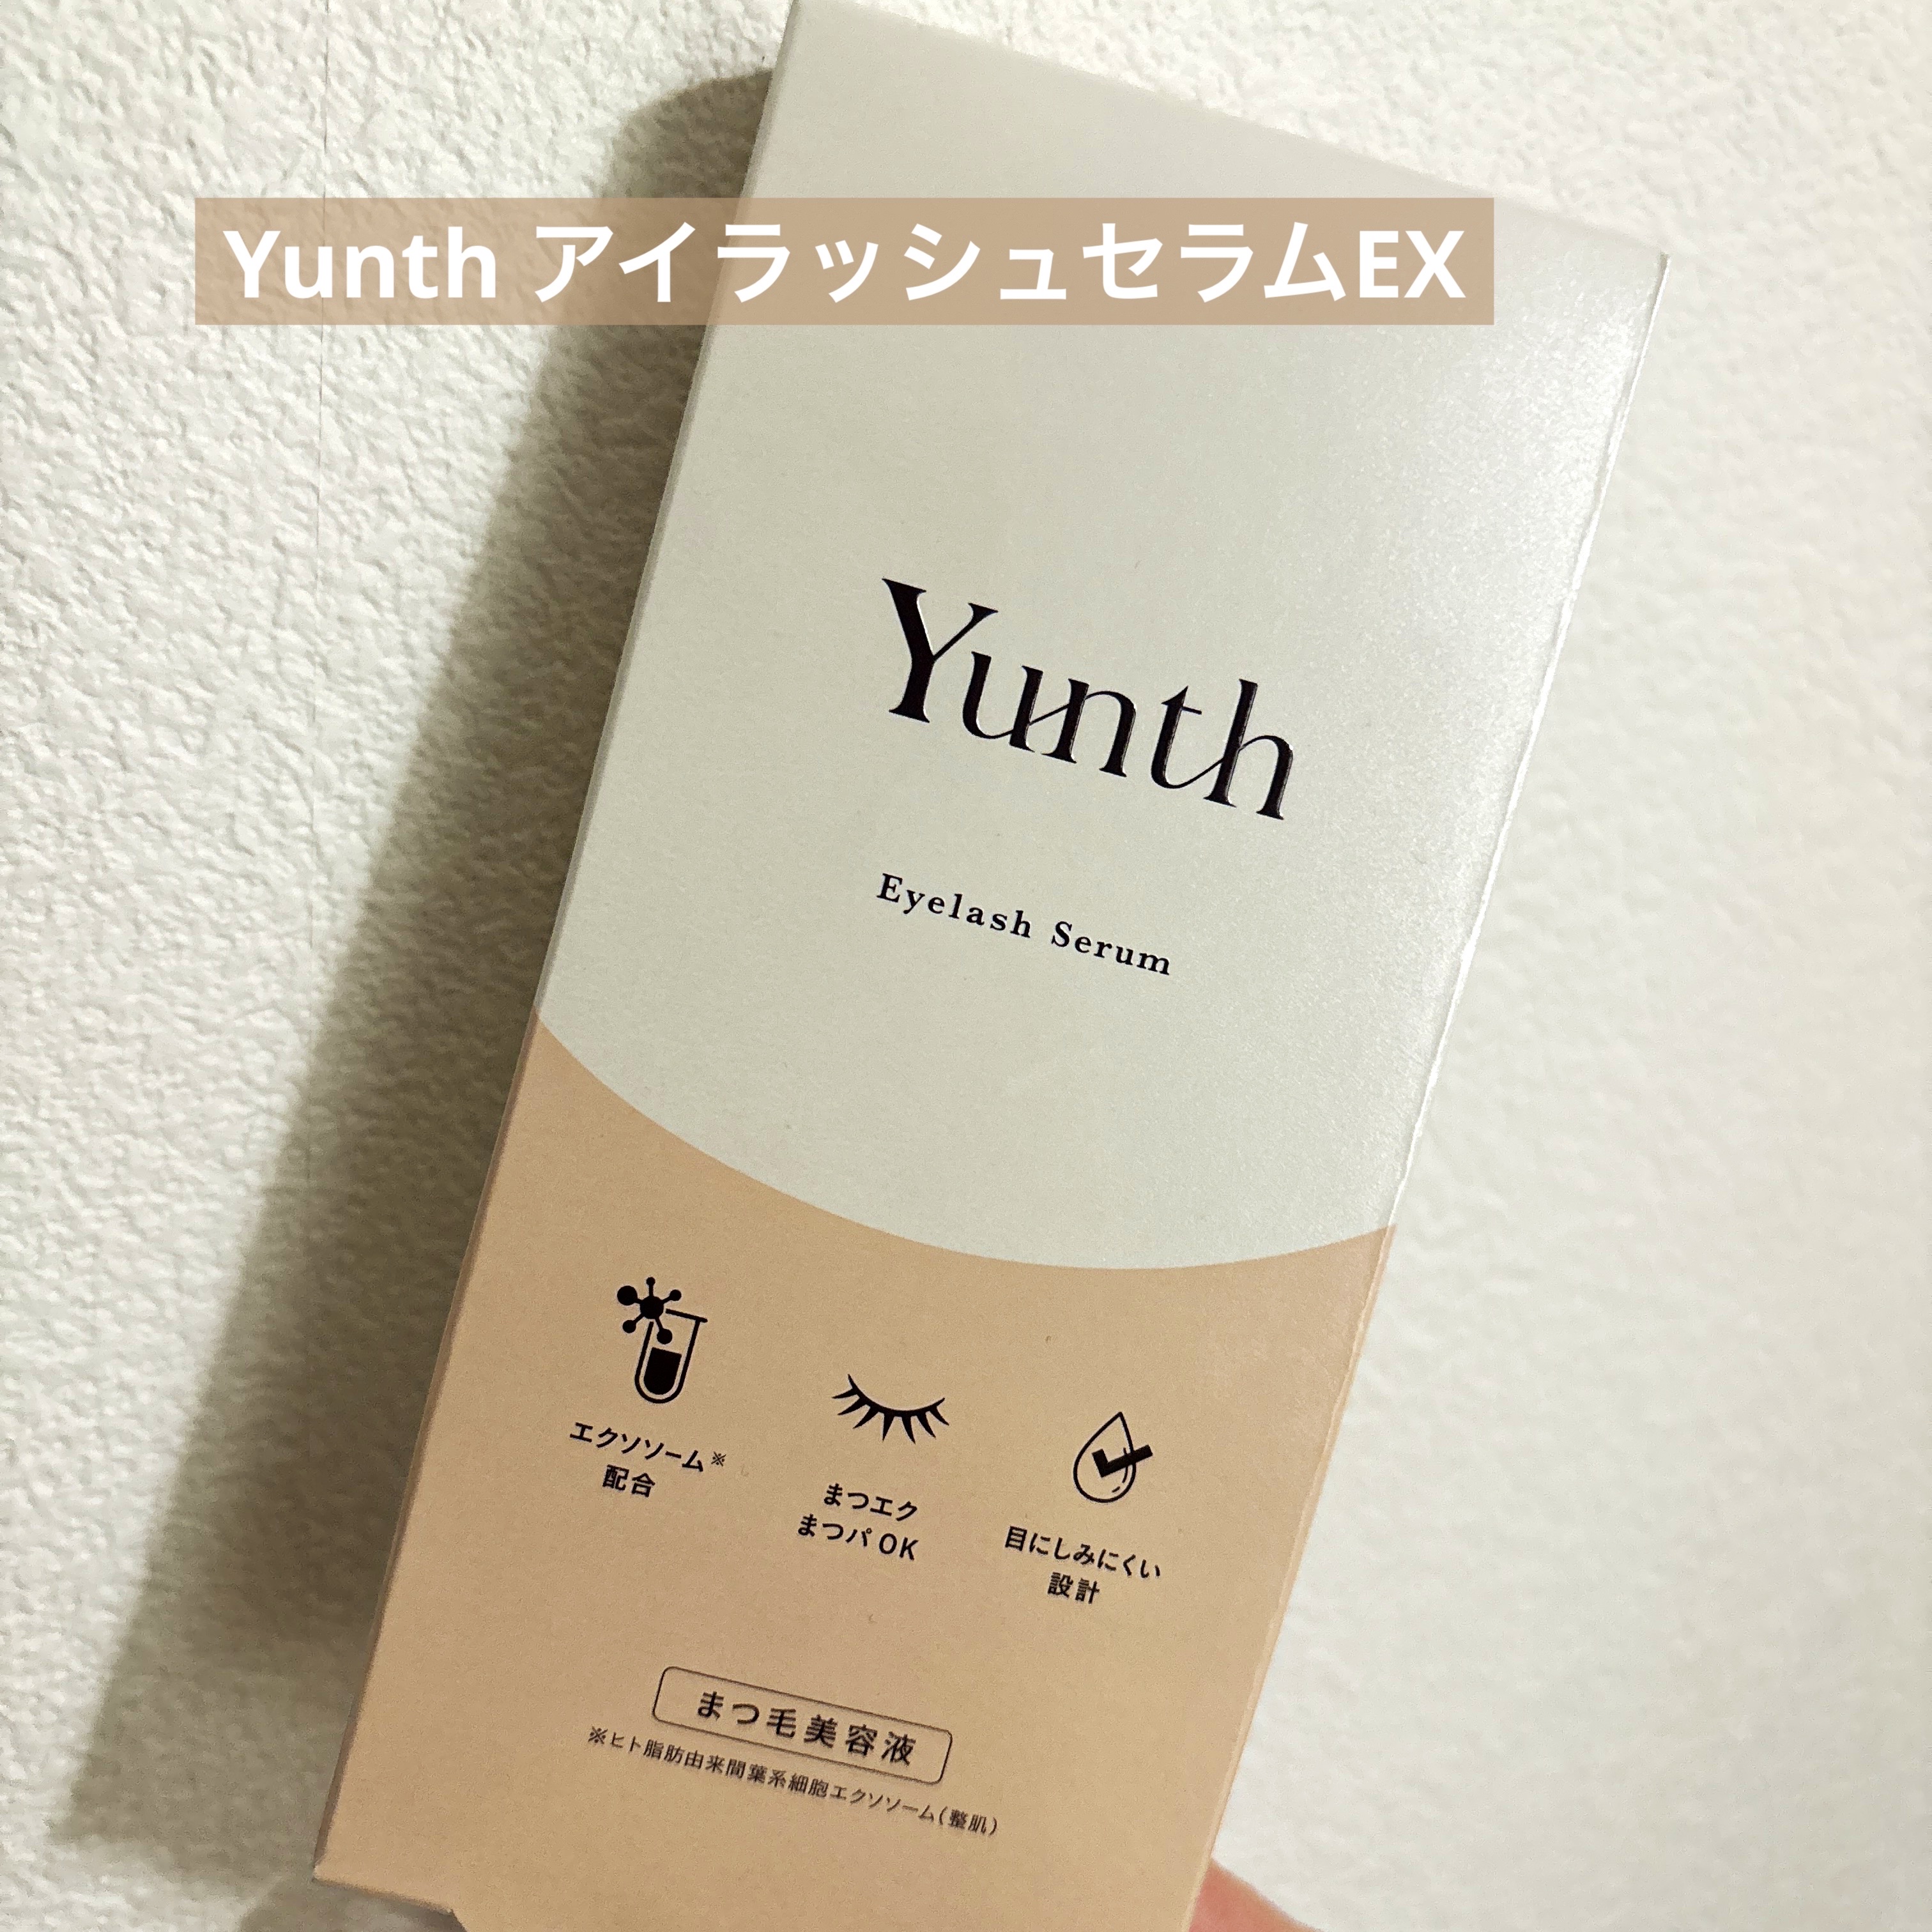 Yunth アイラッシュセラムEX
Yunth
Eyelash Serum
エクソソーム※
配合
まつエク
まつパ OK
目にしみにくい
設計
まつ毛美容液
※ヒト脂肪由来間葉系細胞エクソソーム(整肌)